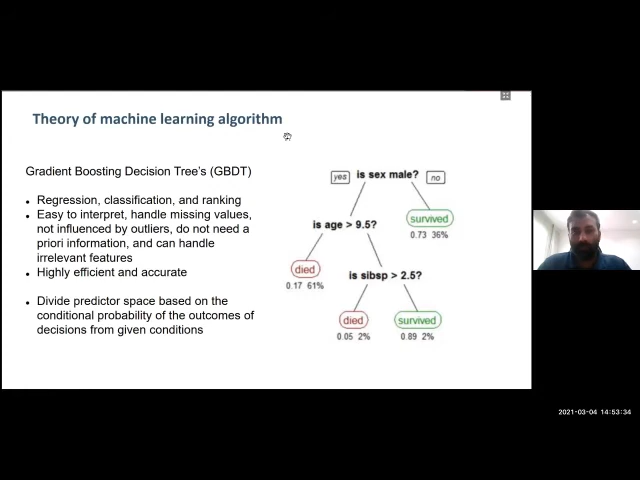 Theory of machine learning algorithm
Gradient Boosting Decision Tree's (GBDT)
• Regression, classification, and ranking
• Easy to interpret, handle missing values,
not influenced by outliers, do not need a
priori information, and can handle
irrelevant features
• Highly efficient and accurate
• Divide predictor space based on the
conditional probability of the outcomes of
decisions from given conditions
yes is sex male? no
is age > 9.5?
survived
0.73 36%
died
0.17 61%
is sibsp > 2.5?
died
0.05 2%
survived
0.89 2%
2021-03-04 14:53:34